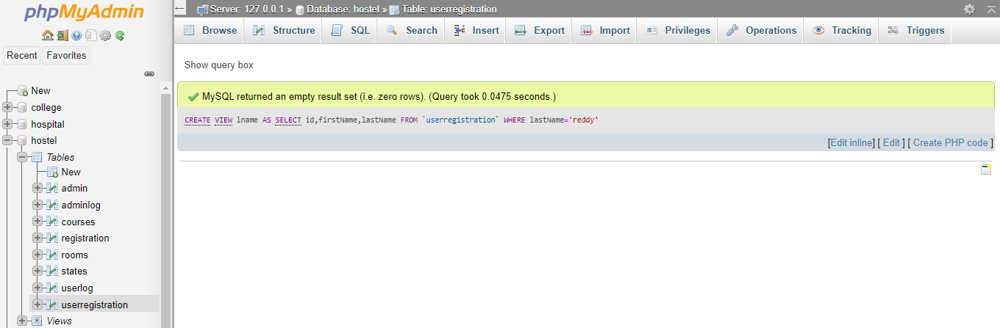 phpMyAdmin
Recent Favorites
New
college
hospital
hostel
Tables
New
admin
adminlog
courses
registration
rooms
states
userlog
userregistration
Views
Server: 127.0.0.1 » Database: hostel » Table: userregistration
Browse Structure SQL Search Insert Export Import Privileges Operations Tracking Triggers
Show query box
MySQL returned an empty result set (i.e. zero rows). (Query took 0.0475 seconds.)
CREATE VIEW lname AS SELECT id,firstName,lastName FROM `userregistration` WHERE lastName='reddy'
[Edit inline] [ Edit ] [ Create PHP code ]